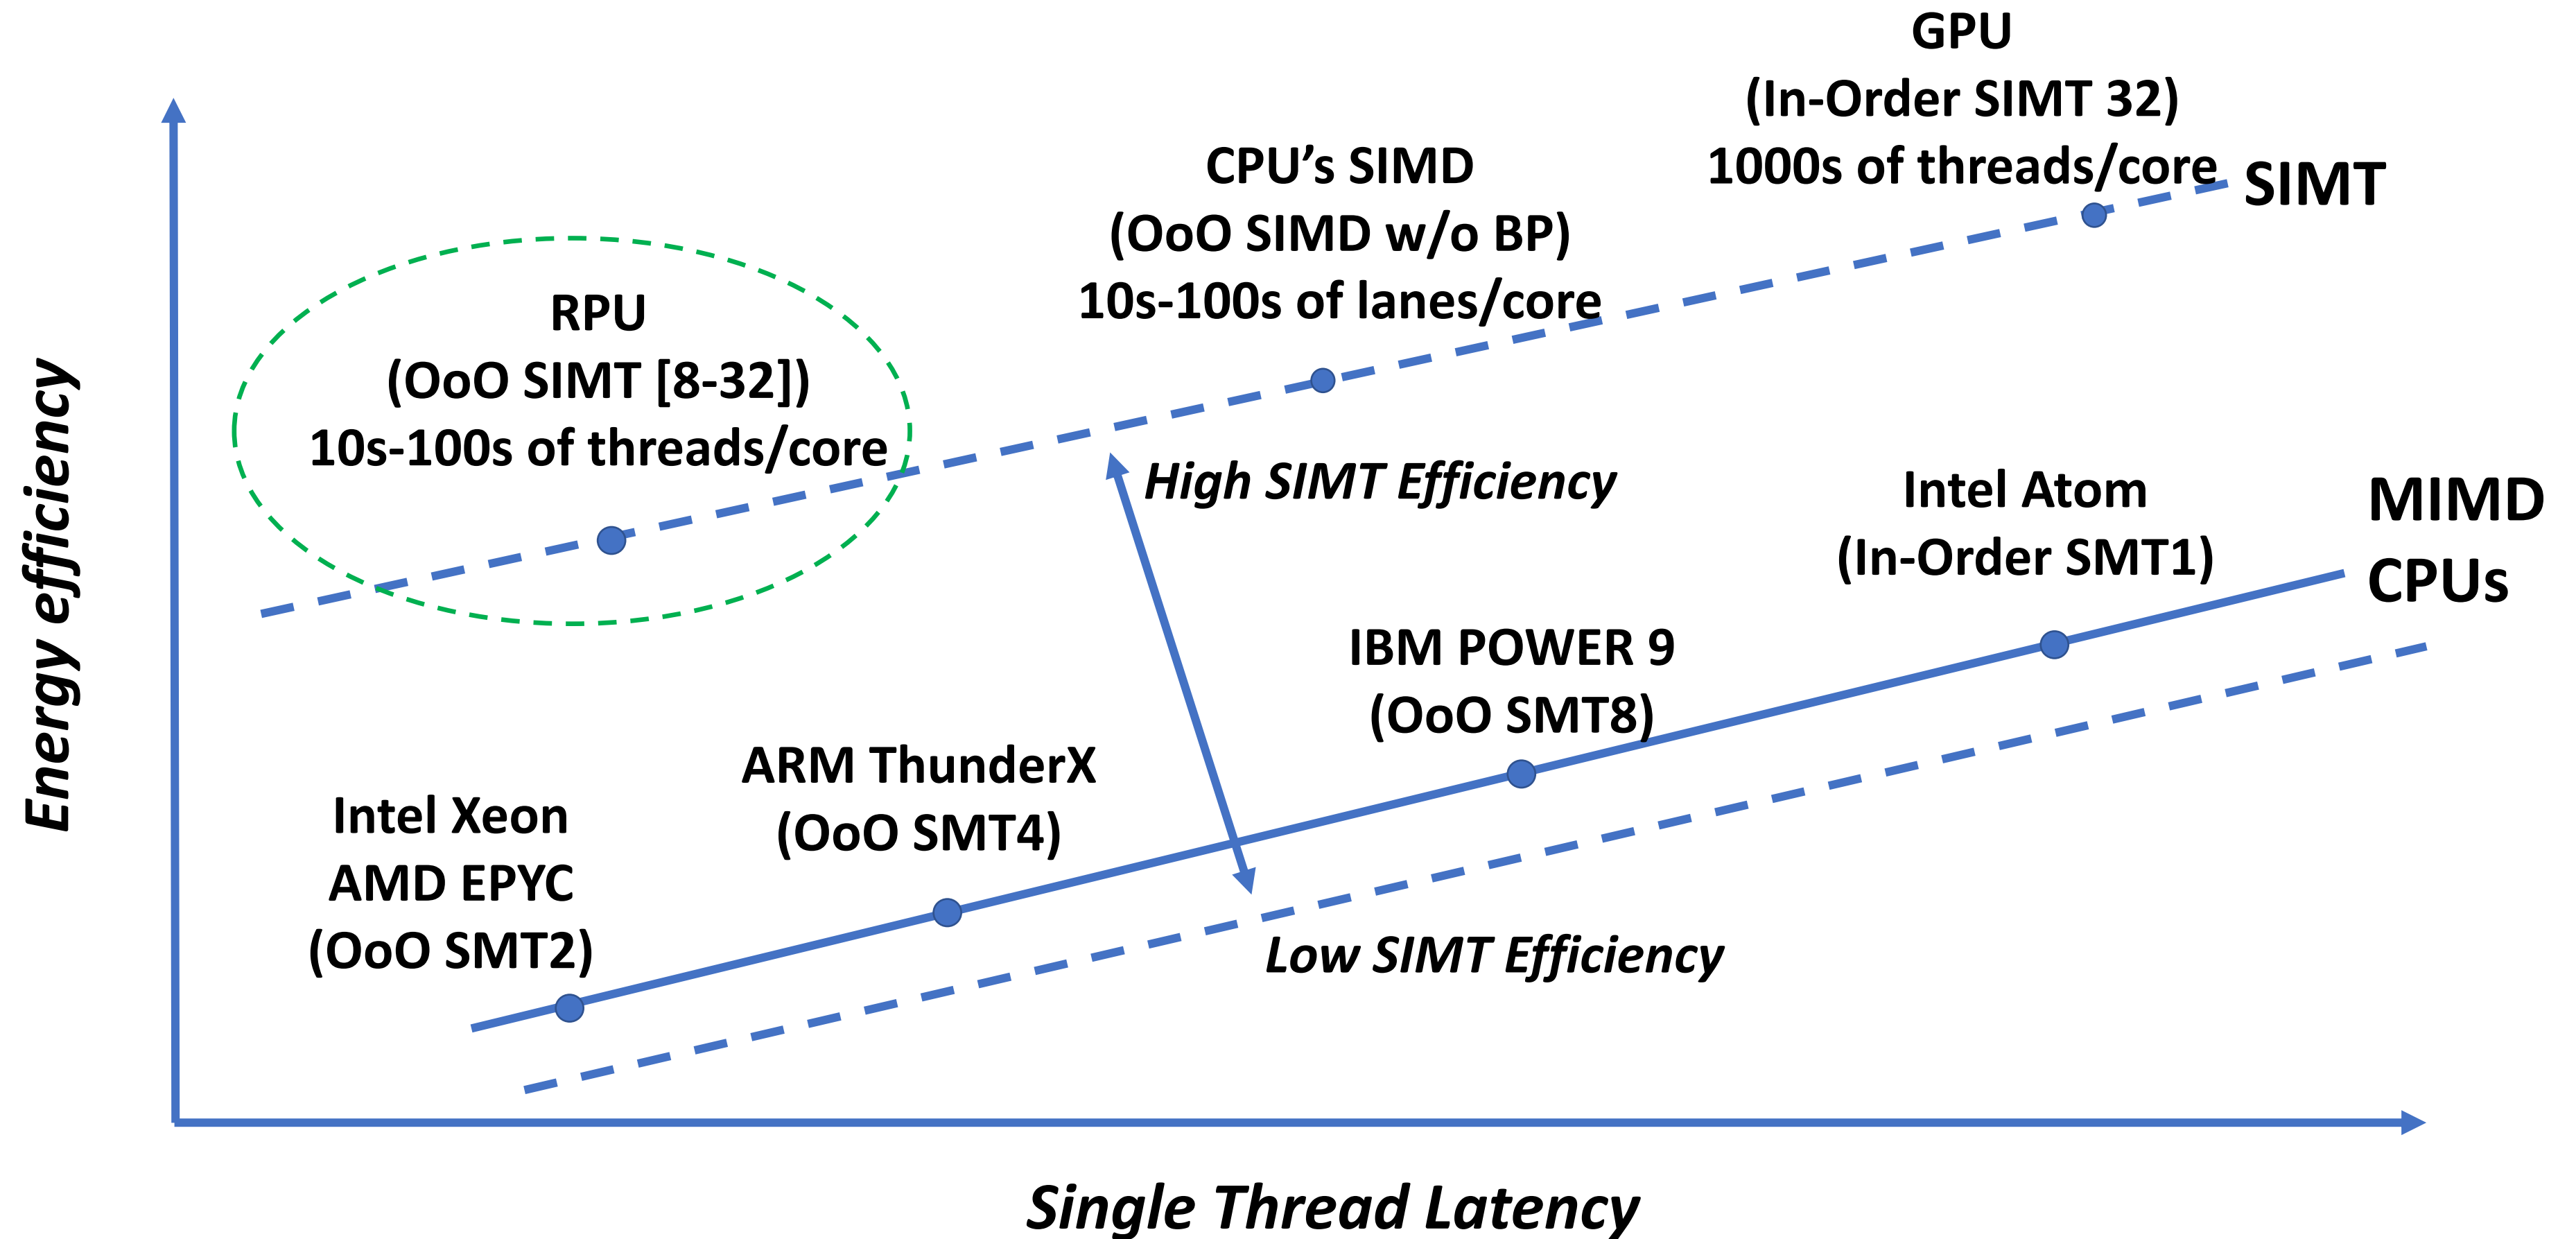 GPU
(In-Order SIMT 32)
1000s of threads/core
SIMT
CPU’s SIMD
(OoO SIMD w/o BP)
10s-100s of lanes/core
RPU
(OoO SIMT [8-32])
10s-100s of threads/core
High SIMT Efficiency
Intel Atom
(In-Order SMT1)
MIMD
CPUs
IBM POWER 9
(OoO SMT8)
ARM ThunderX
(OoO SMT4)
Intel Xeon
AMD EPYC
(OoO SMT2)
Low SIMT Efficiency
Energy efficiency
Single Thread Latency